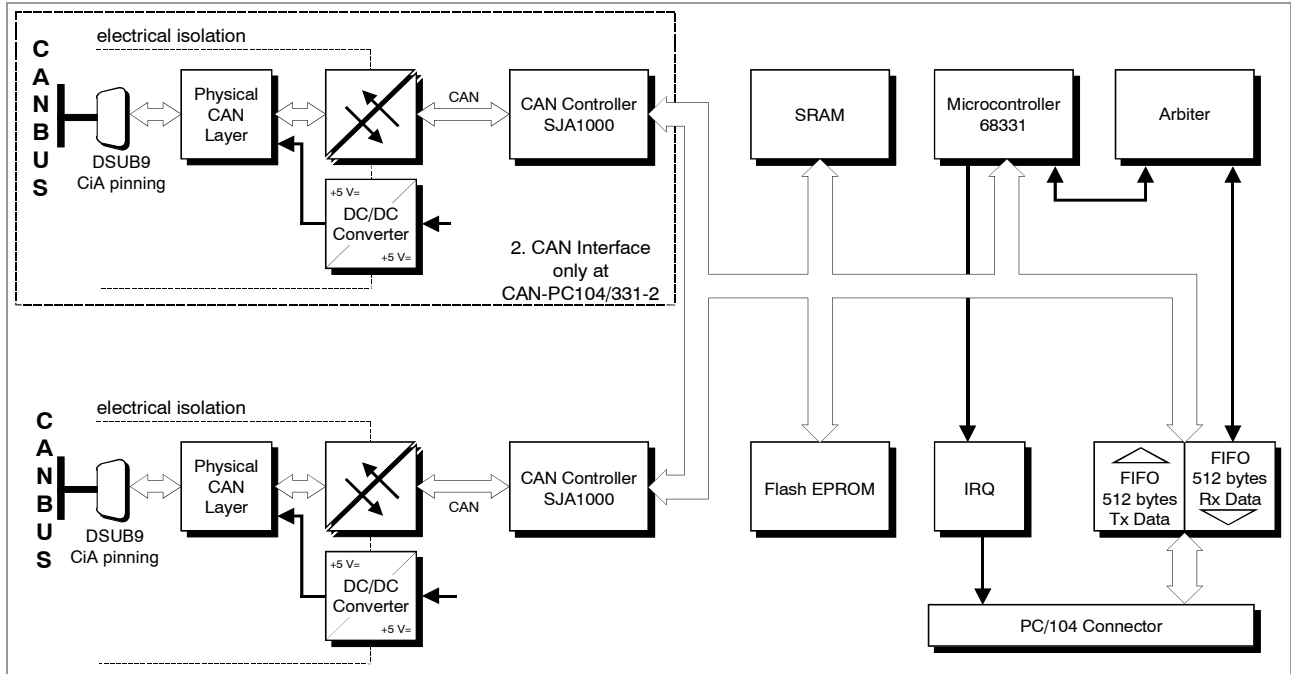 electrical isolation
CANBUS
DSUB9
CiA pinning
Physical
CAN
Layer
CAN
CAN Controller
SJA1000
+5 V=
DC/DC
Converter
+5 V=
2. CAN Interface
only at
CAN-PC104/331-2
SRAM
Microcontroller
68331
Arbiter
electrical isolation
CANBUS
DSUB9
CiA pinning
Physical
CAN
Layer
CAN
CAN Controller
SJA1000
+5 V=
DC/DC
Converter
+5 V=
Flash EPROM
IRQ
FIFO
512 bytes
Tx Data
FIFO
512 bytes
Rx Data
PC/104 Connector